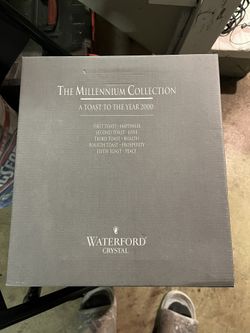 THE MILLENNIUM COLLECTION
A TOAST TO THE YEAR 2000
FIRST TOAST · HAPPINESS
SECOND TOAST · LOVE
THIRD TOAST · HEALTH
FOURTH TOAST · PROSPERITY
FIFTH TOAST · PEACE
WATERFORD
CRYSTAL